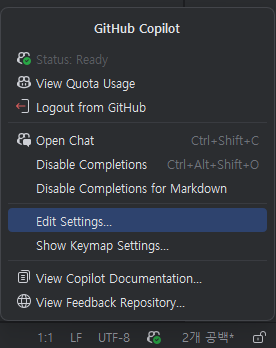 GitHub Copilot
Status: Ready
View Quota Usage
Logout from GitHub
Open Chat Ctrl+Shift+C
Disable Completions Ctrl+Alt+Shift+O
Disable Completions for Markdown
Edit Settings...
Show Keymap Settings...
View Copilot Documentation...
View Feedback Repository...
1:1 LF UTF-8 2개 공백*